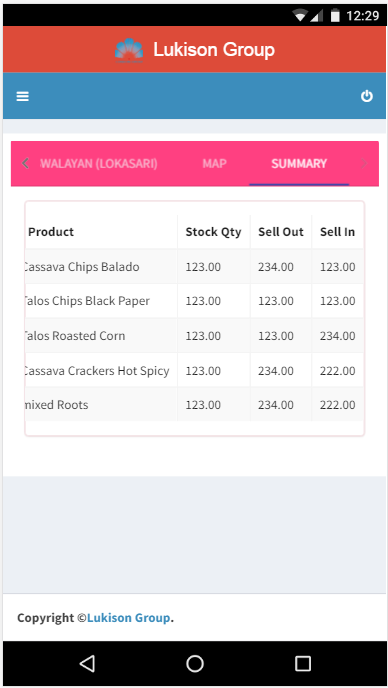 12:29
Lukison Group
WALAYAN (LOKASARI) MAP SUMMARY
Product Stock Qty Sell Out Sell In
Cassava Chips Balado 123.00 234.00 123.00
Talos Chips Black Paper 123.00 123.00 123.00
Talos Roasted Corn 123.00 123.00 234.00
Cassava Crackers Hot Spicy 123.00 234.00 222.00
mixed Roots 123.00 234.00 222.00
Copyright ©Lukison Group.